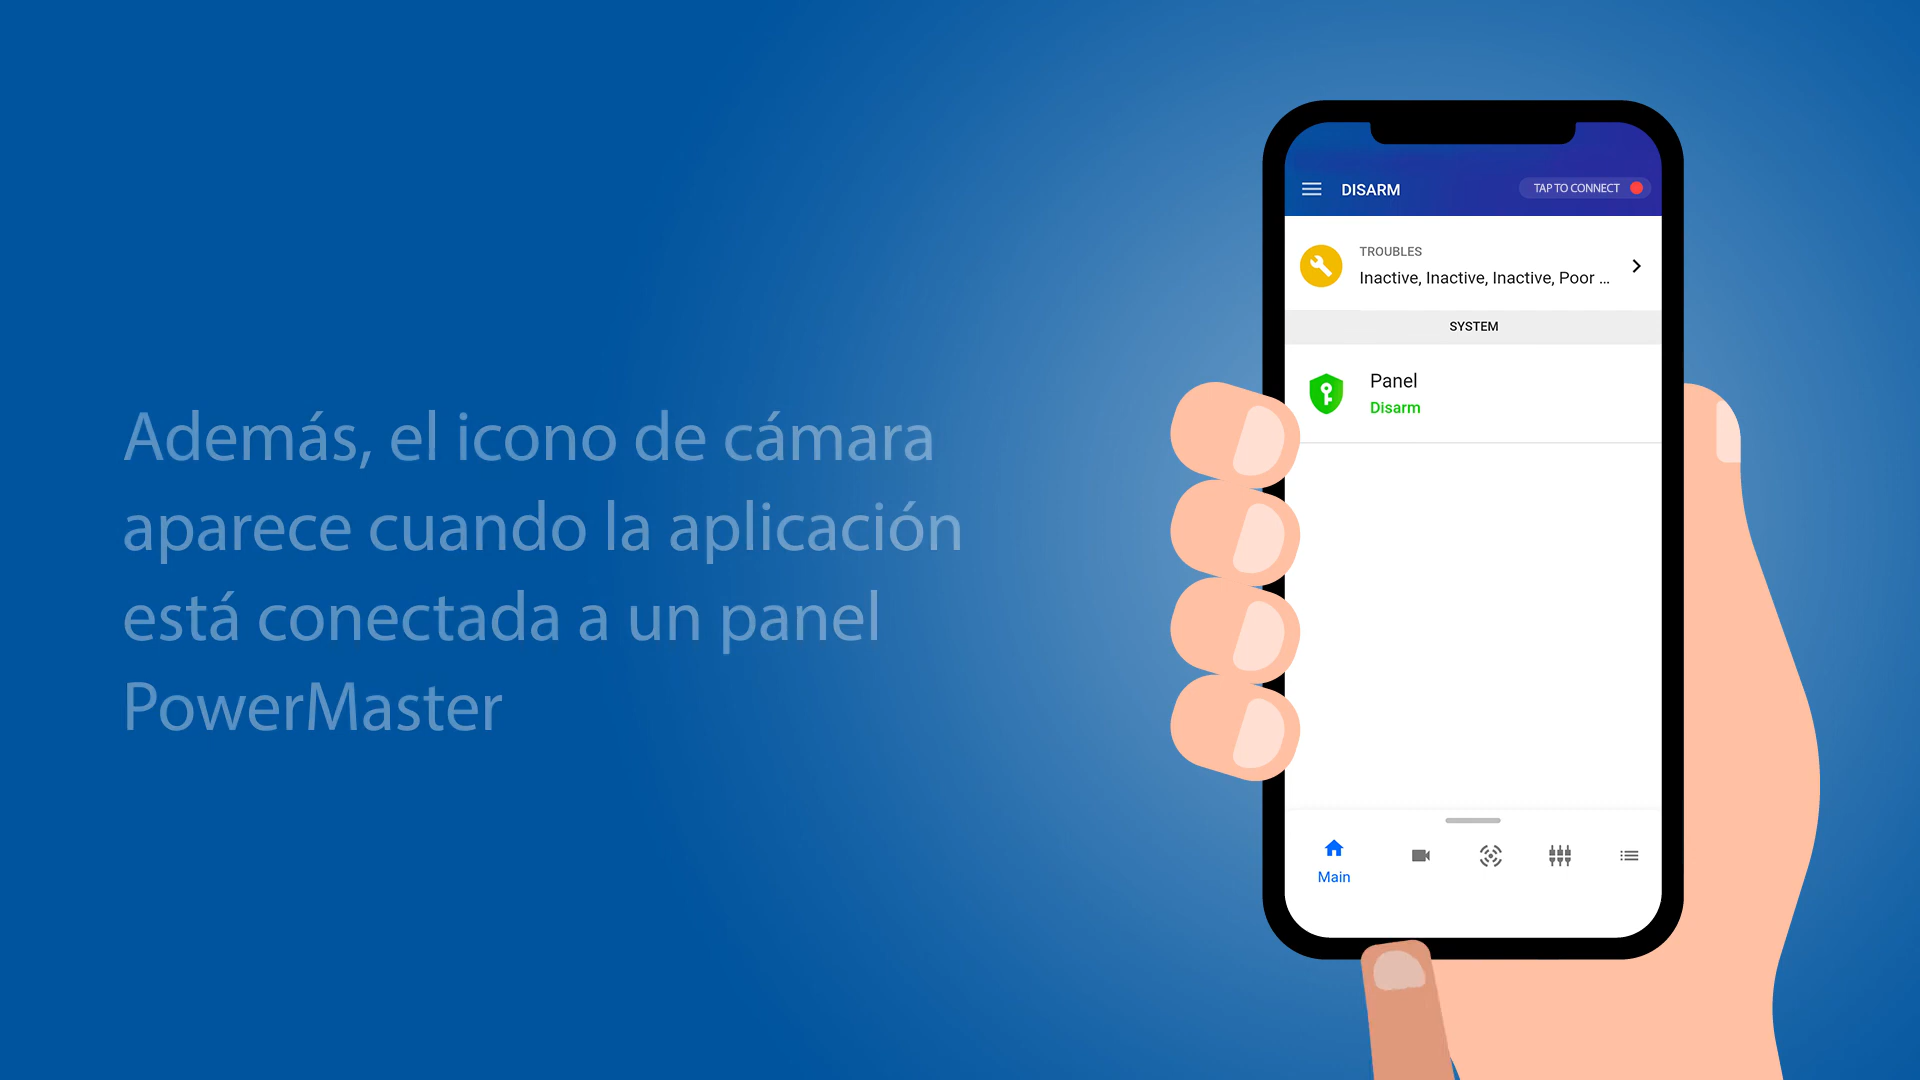 Además, el icono de cámara
aparece cuando la aplicación
está conectada a un panel
PowerMaster
DISARM
TAP TO CONNECT
TROUBLES
Inactive, Inactive, Inactive, Poor ...
SYSTEM
Panel
Disarm
Main